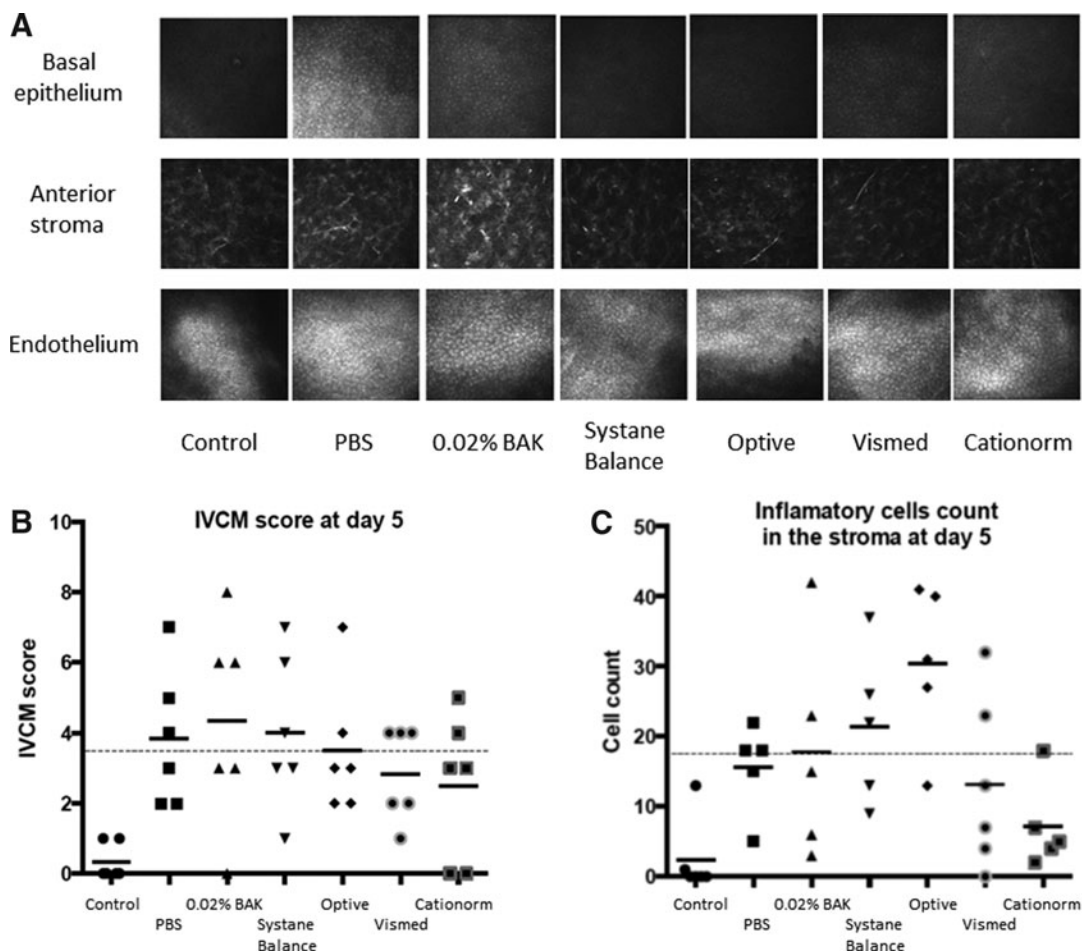 A
Basal
epithelium
Anterior
stroma
Endothelium
Control PBS 0.02% BAK Systane
Balance Optive Vismed Cationorm
B
IVCM score at day 5
10
8
6
4
2
0
IVCM score
Control
PBS
0.02% BAK
Systane
Balance
Optive
Vismed
Cationorm
C
Inflamatory cells count
in the stroma at day 5
50
40
30
20
10
0
Cell count
Control
PBS
0.02% BAK
Systane
Balance
Optive
Vismed
Cationorm